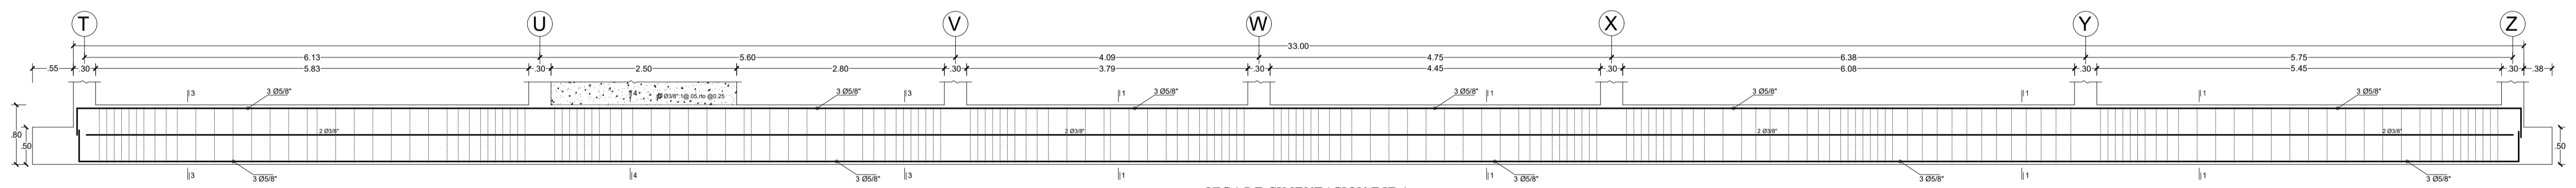 T U V W X Y Z
33.00
6.13 5.60 4.09 4.75 6.38 5.75
.55 .30 5.83 .30 2.50 2.80 .30 3.79 .30 4.45 .30 6.08 .30 5.45 .30 .38
3 3 Ø5/8" 4 Ø3/8":1@.05,rto @0.25 3 Ø5/8" 3 1 3 Ø5/8" 3 Ø5/8" 1 3 Ø5/8" 1 1 3 Ø5/8"
.80 2 Ø3/8" 2 Ø3/8" 2 Ø3/8" 2 Ø3/8"
.50 .50
3 3 Ø5/8" 4 3 Ø5/8" 3 1 1 3 Ø5/8" 3 Ø5/8" 1 1 3 Ø5/8"